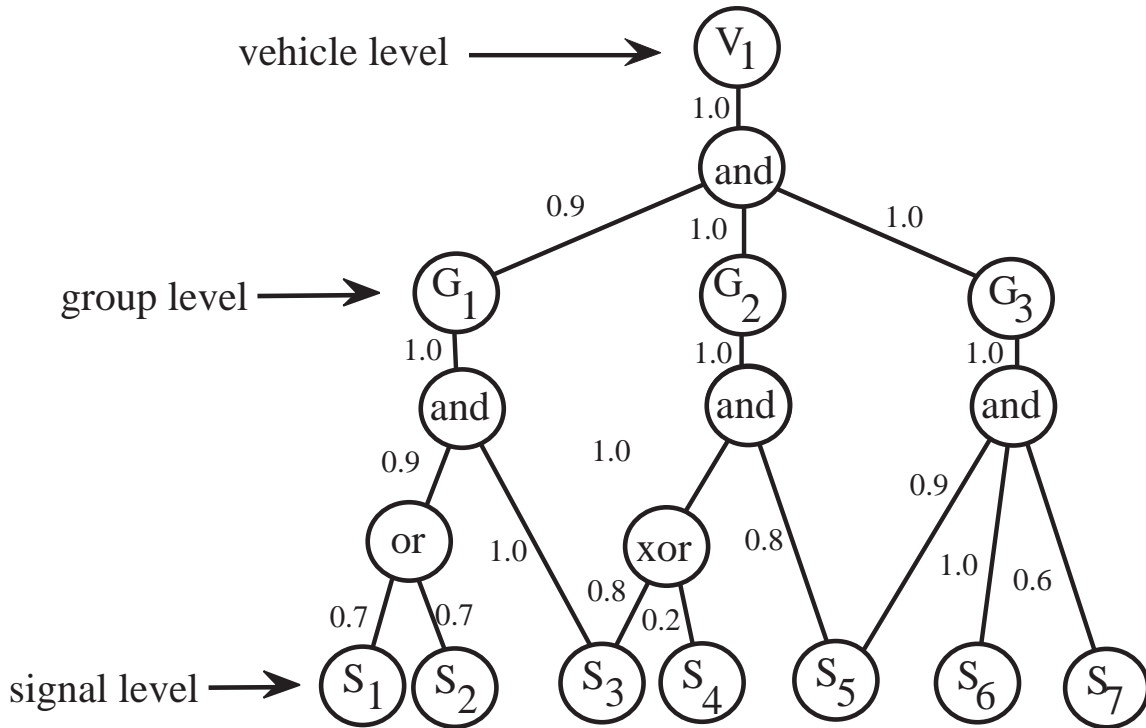 vehicle level
V1
1.0
and
0.9
1.0
1.0
group level
G1
G2
G3
1.0
1.0
1.0
and
and
and
0.9
1.0
0.9
or
1.0
xor
0.8
1.0
0.6
0.7
0.7
0.8
0.2
signal level
S1
S2
S3
S4
S5
S6
S7